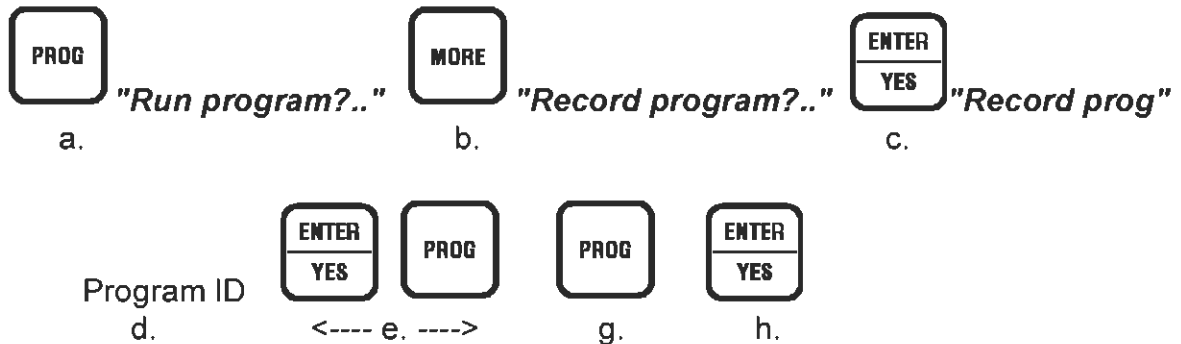 PROG "Run program?.." MORE "Record program?.." ENTER YES "Record prog"
a. b. c.
Program ID ENTER YES PROG PROG ENTER YES
d. <---- e. ----> g. h.